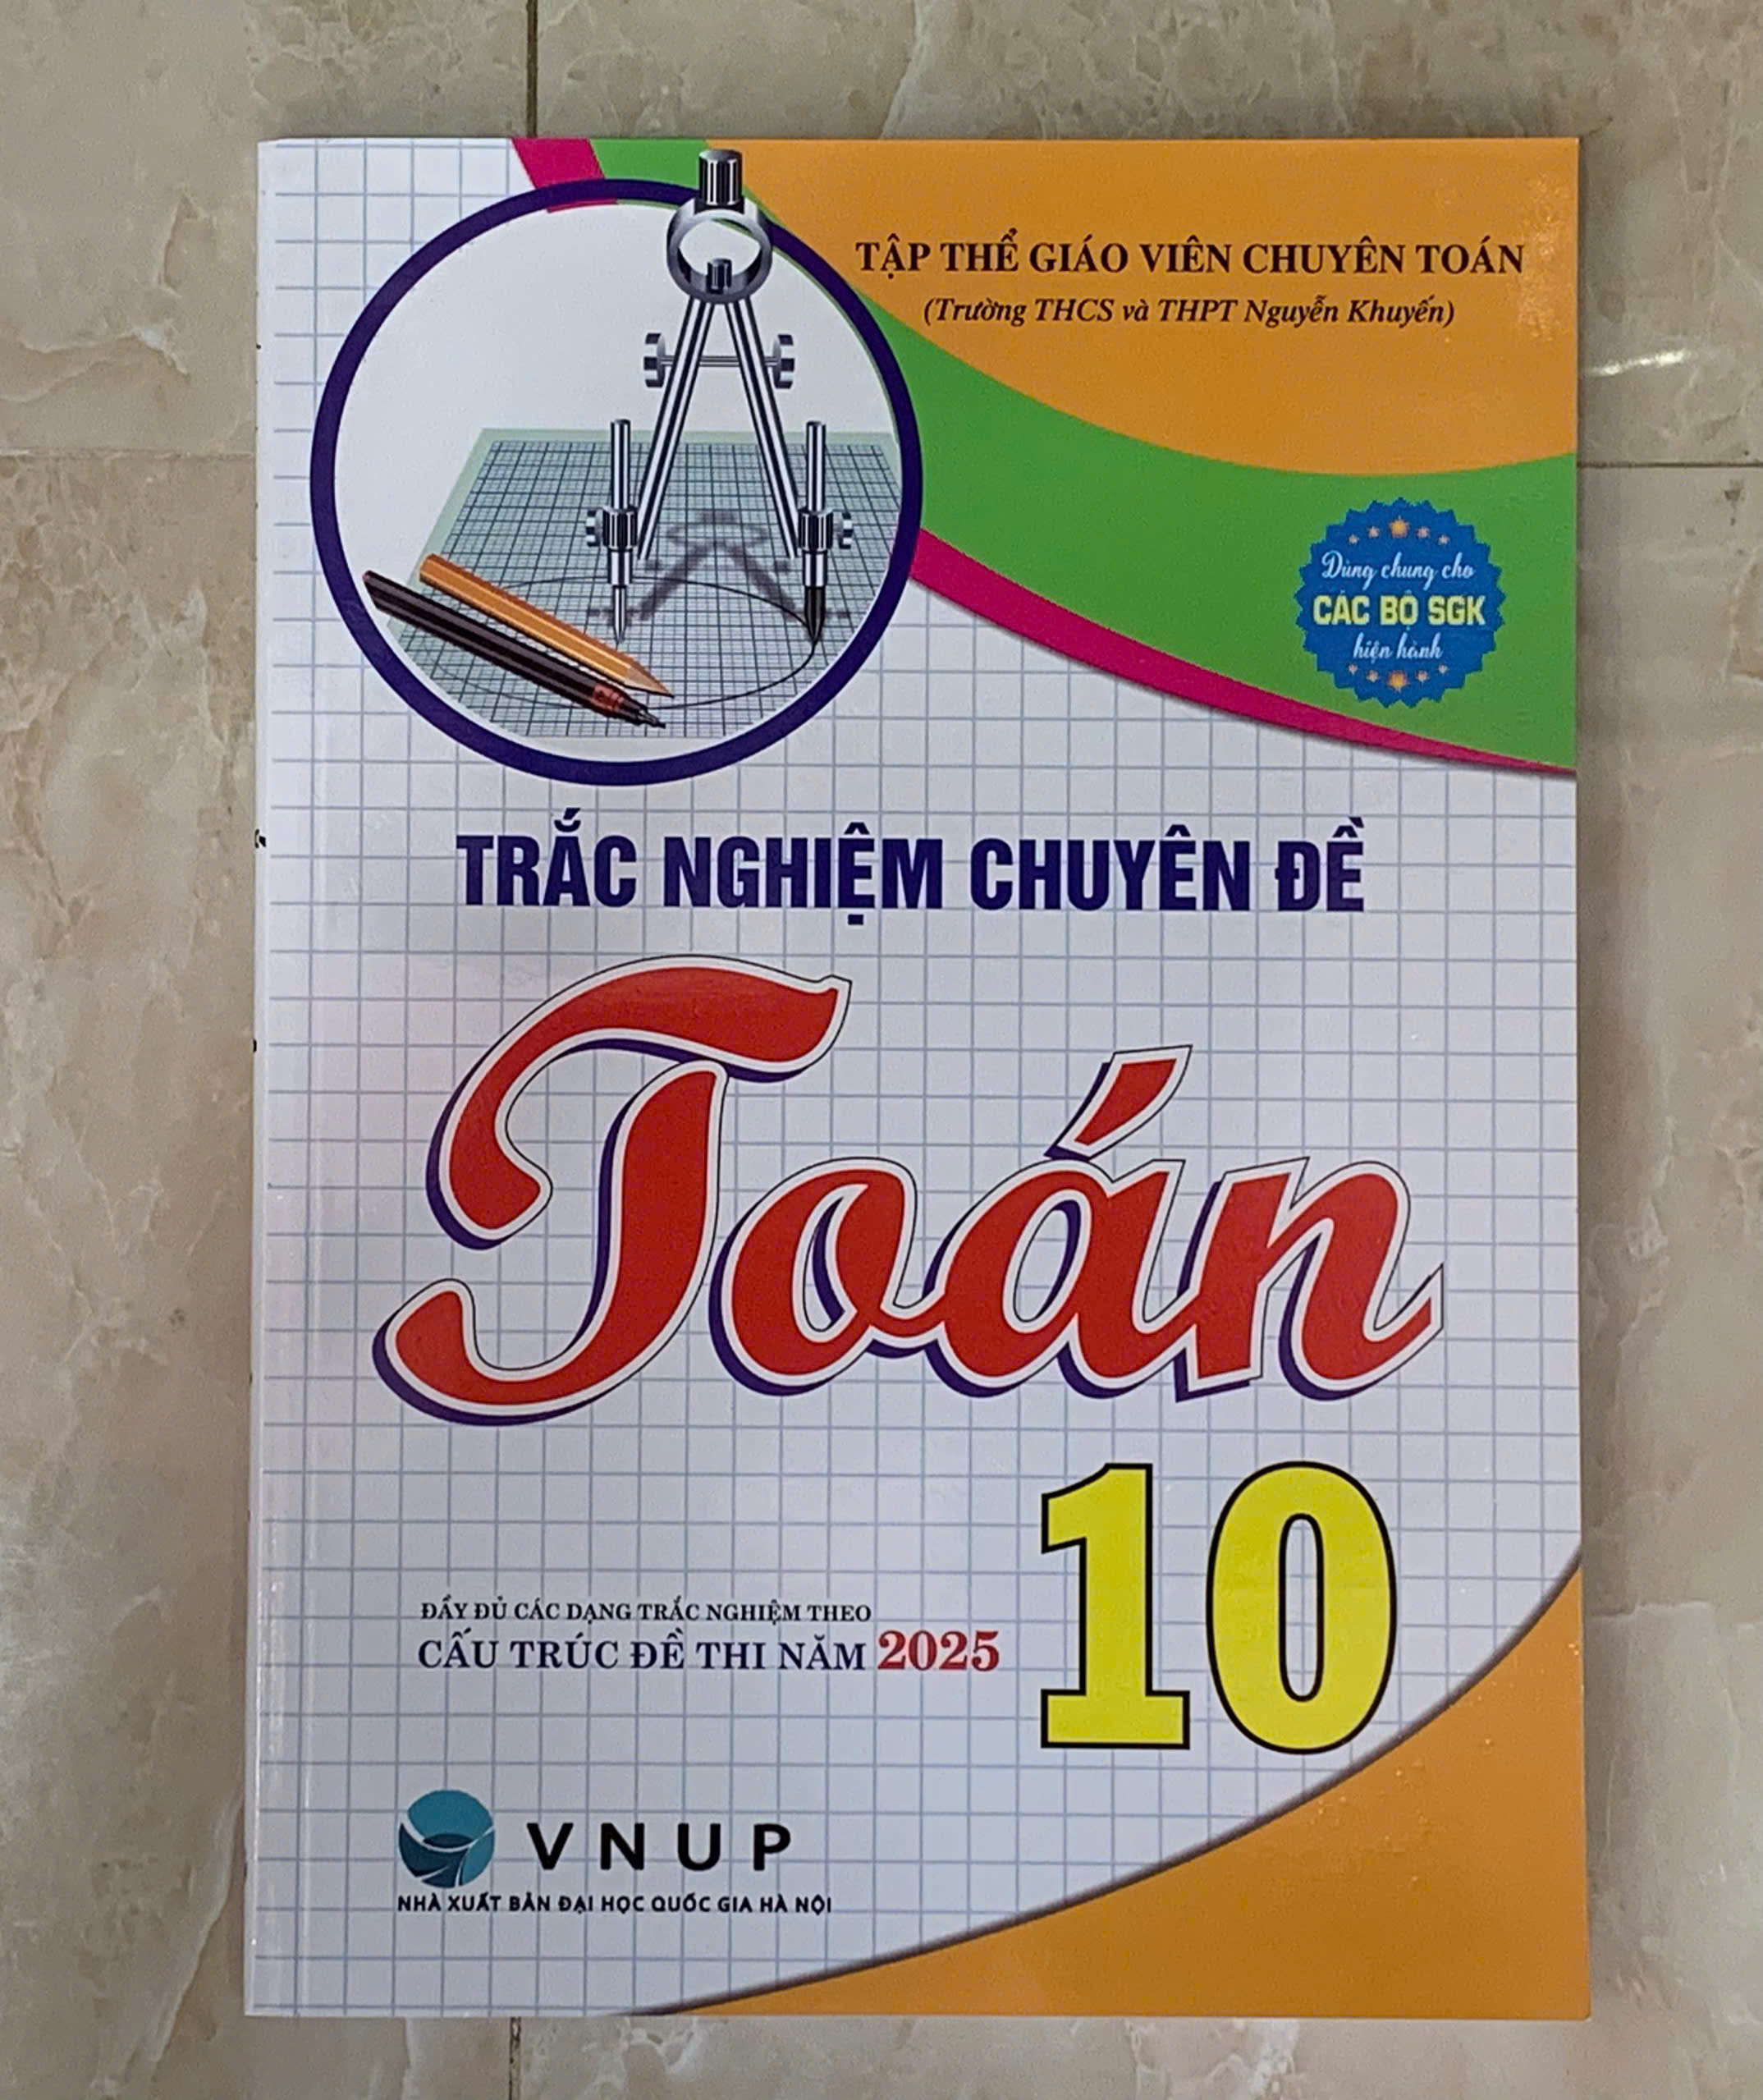 TẬP THỂ GIÁO VIÊN CHUYÊN TOÁN
(Trường THCS và THPT Nguyễn Khuyến)
Dùng chung cho
CÁC BỘ SGK
hiện hành
TRẮC NGHIỆM CHUYÊN ĐỀ
Toán
10
ĐẦY ĐỦ CÁC DẠNG TRẮC NGHIỆM THEO
CẤU TRÚC ĐỀ THI NĂM 2025
VNUP
NHÀ XUẤT BẢN ĐẠI HỌC QUỐC GIA HÀ NỘI